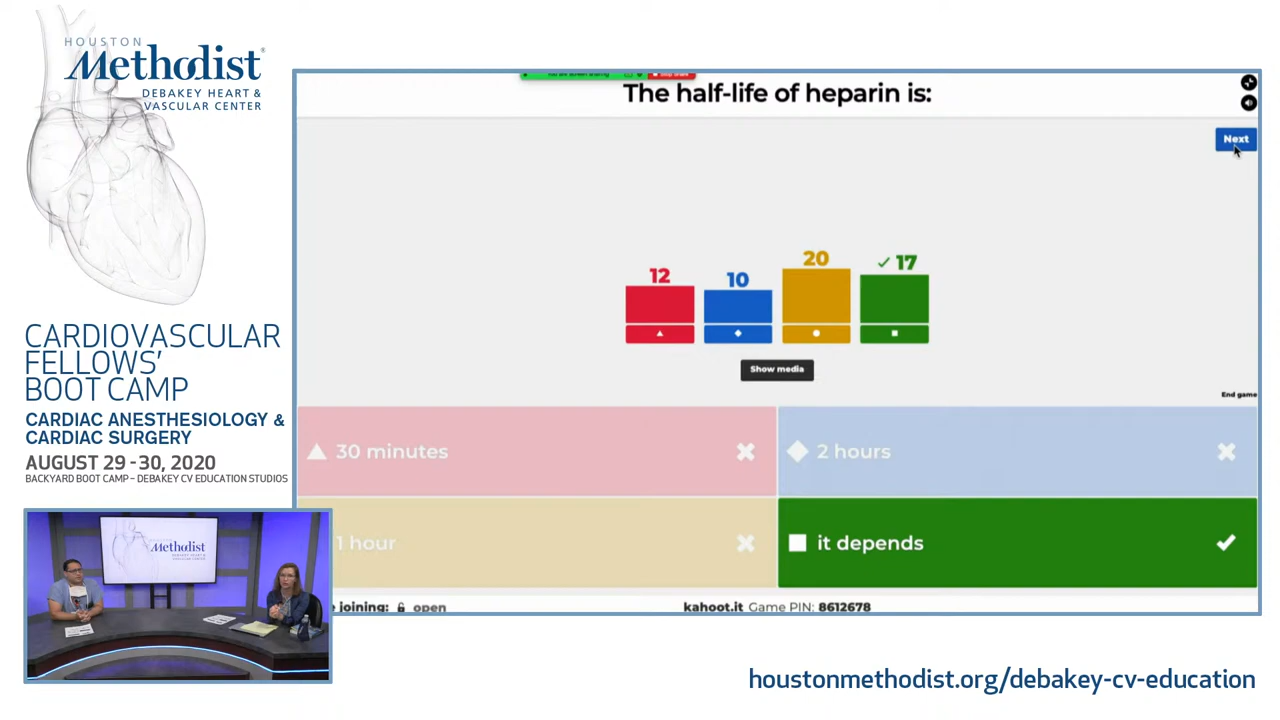 HOUSTON
Methodist
DEBAKEY HEART &
VASCULAR CENTER
CARDIOVASCULAR
FELLOWS'
BOOT CAMP
CARDIAC ANESTHESIOLOGY &
CARDIAC SURGERY
AUGUST 29-30, 2020
BACKYARD BOOT CAMP – DEBAKEY CV EDUCATION STUDIOS
The half-life of heparin is:
Next
12
10
20
17
Show media
End game
30 minutes
2 hours
1 hour
it depends
joining: open
kahoot.it Game PIN: 8612678
Methodist
houstonmethodist.org/debakey-cv-education